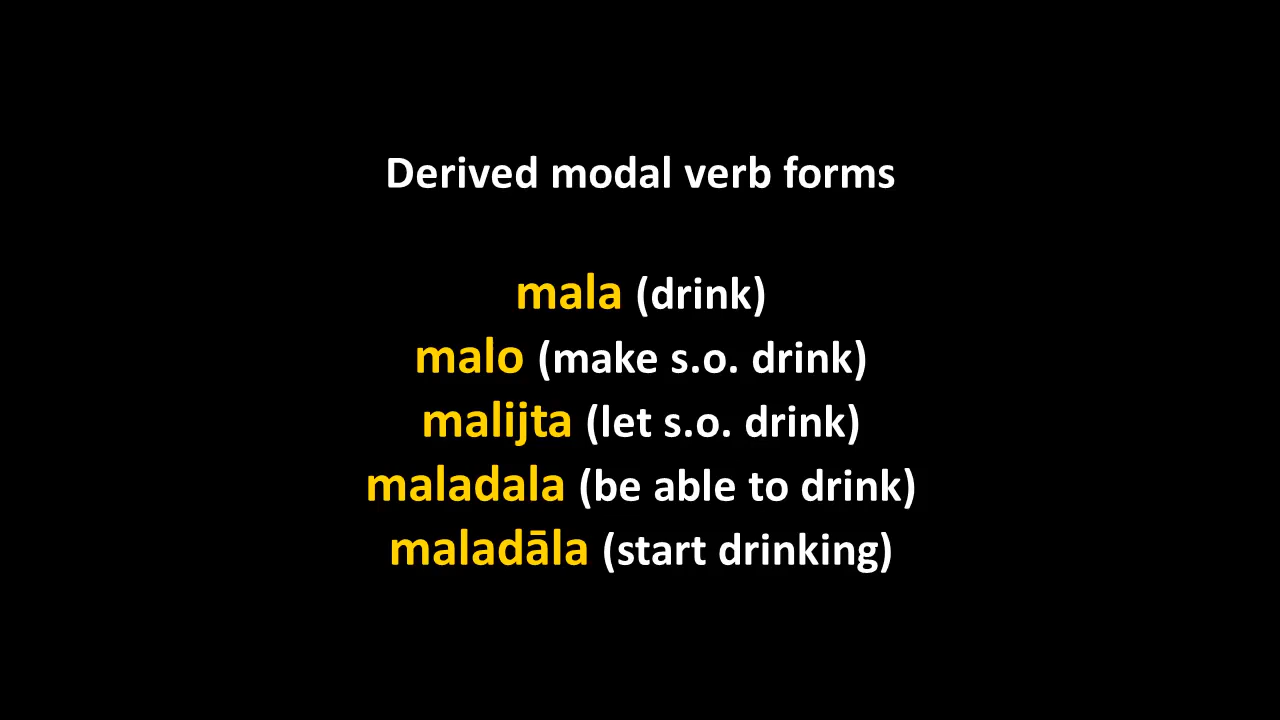 Derived modal verb forms
mala (drink)
malo (make s.o. drink)
malijta (let s.o. drink)
maladala (be able to drink)
maladāla (start drinking)